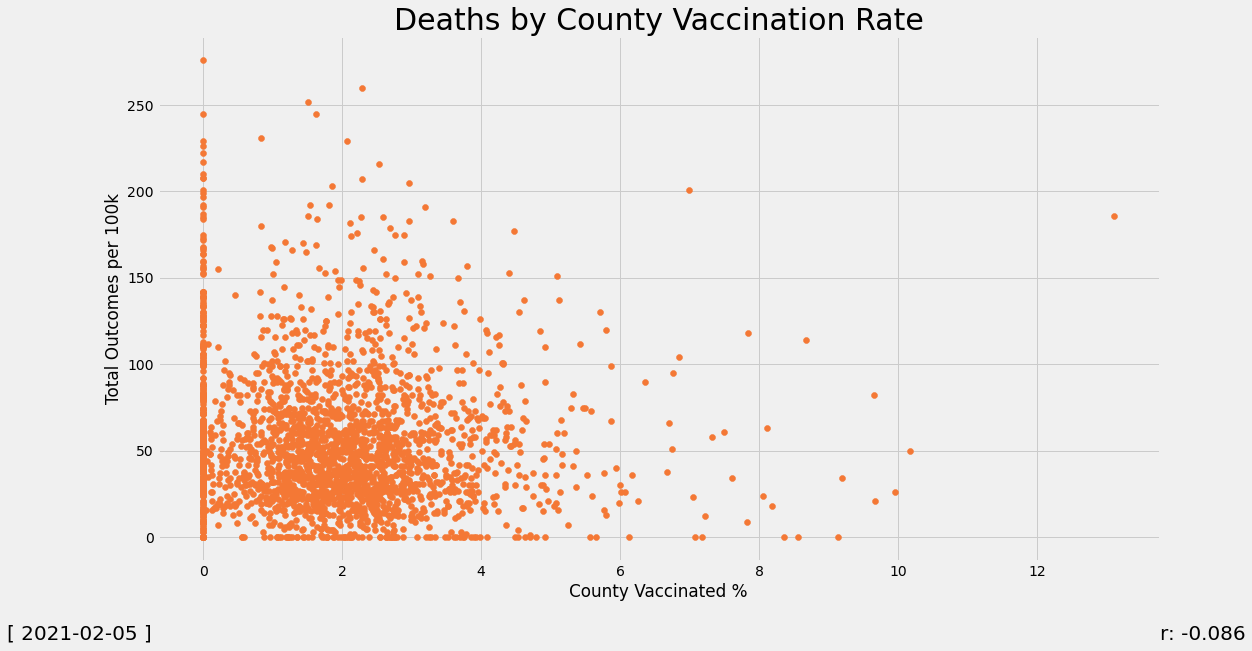 Deaths by County Vaccination Rate
Total Outcomes per 100k
250
200
150
100
50
0
0 2 4 6 8 10 12
County Vaccinated %
[ 2021-02-05 ]
r: -0.086